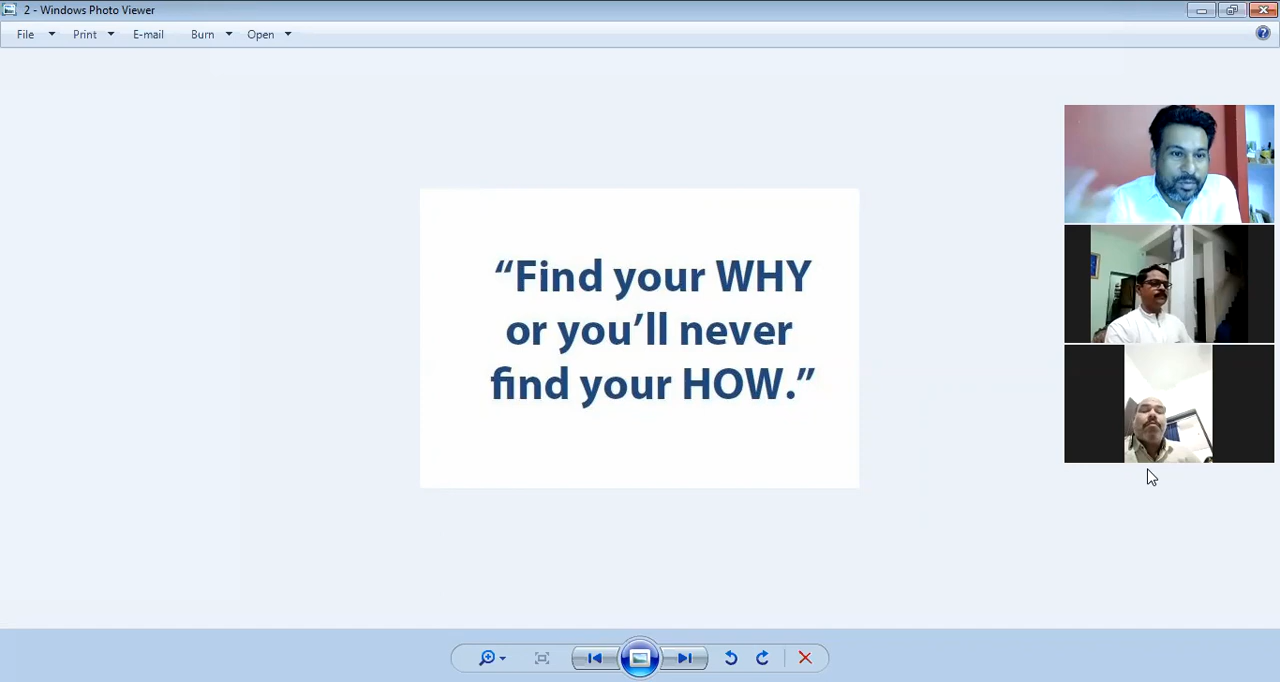 2 - Windows Photo Viewer
File Print E-mail Burn Open
“Find your WHY
or you’ll never
find your HOW.”